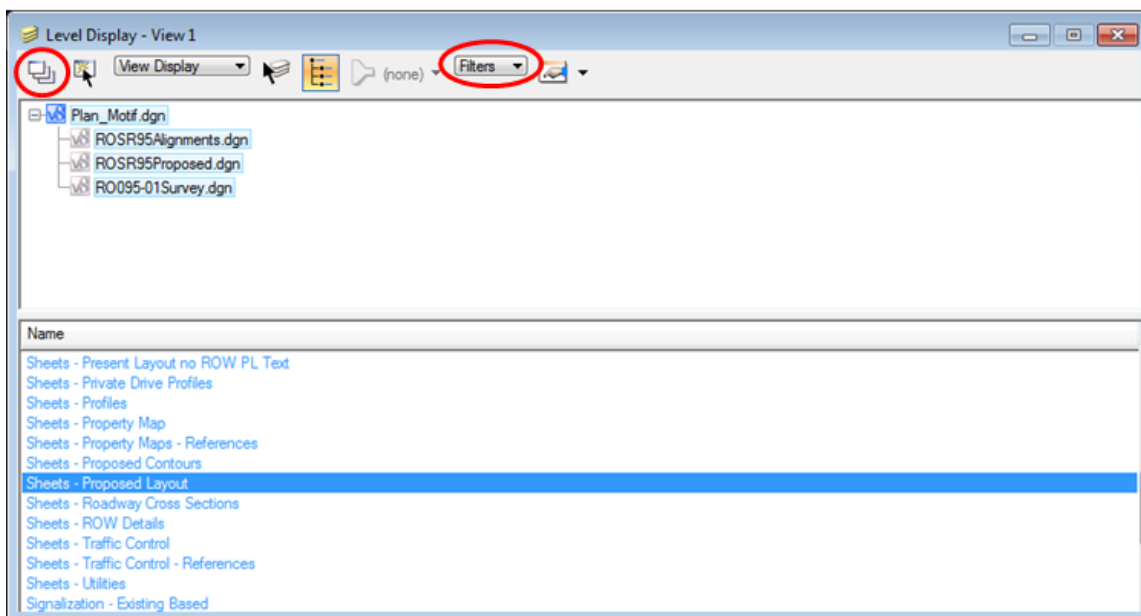 Level Display - View 1
View Display (none) Filters
Plan_Motif.dgn
ROSR95Alignments.dgn
ROSR95Proposed.dgn
RO095-01Survey.dgn
Name
Sheets - Present Layout no ROW PL Text
Sheets - Private Drive Profiles
Sheets - Profiles
Sheets - Property Map
Sheets - Property Maps - References
Sheets - Proposed Contours
Sheets - Proposed Layout
Sheets - Roadway Cross Sections
Sheets - ROW Details
Sheets - Traffic Control
Sheets - Traffic Control - References
Sheets - Utilities
Signalization - Existing Based